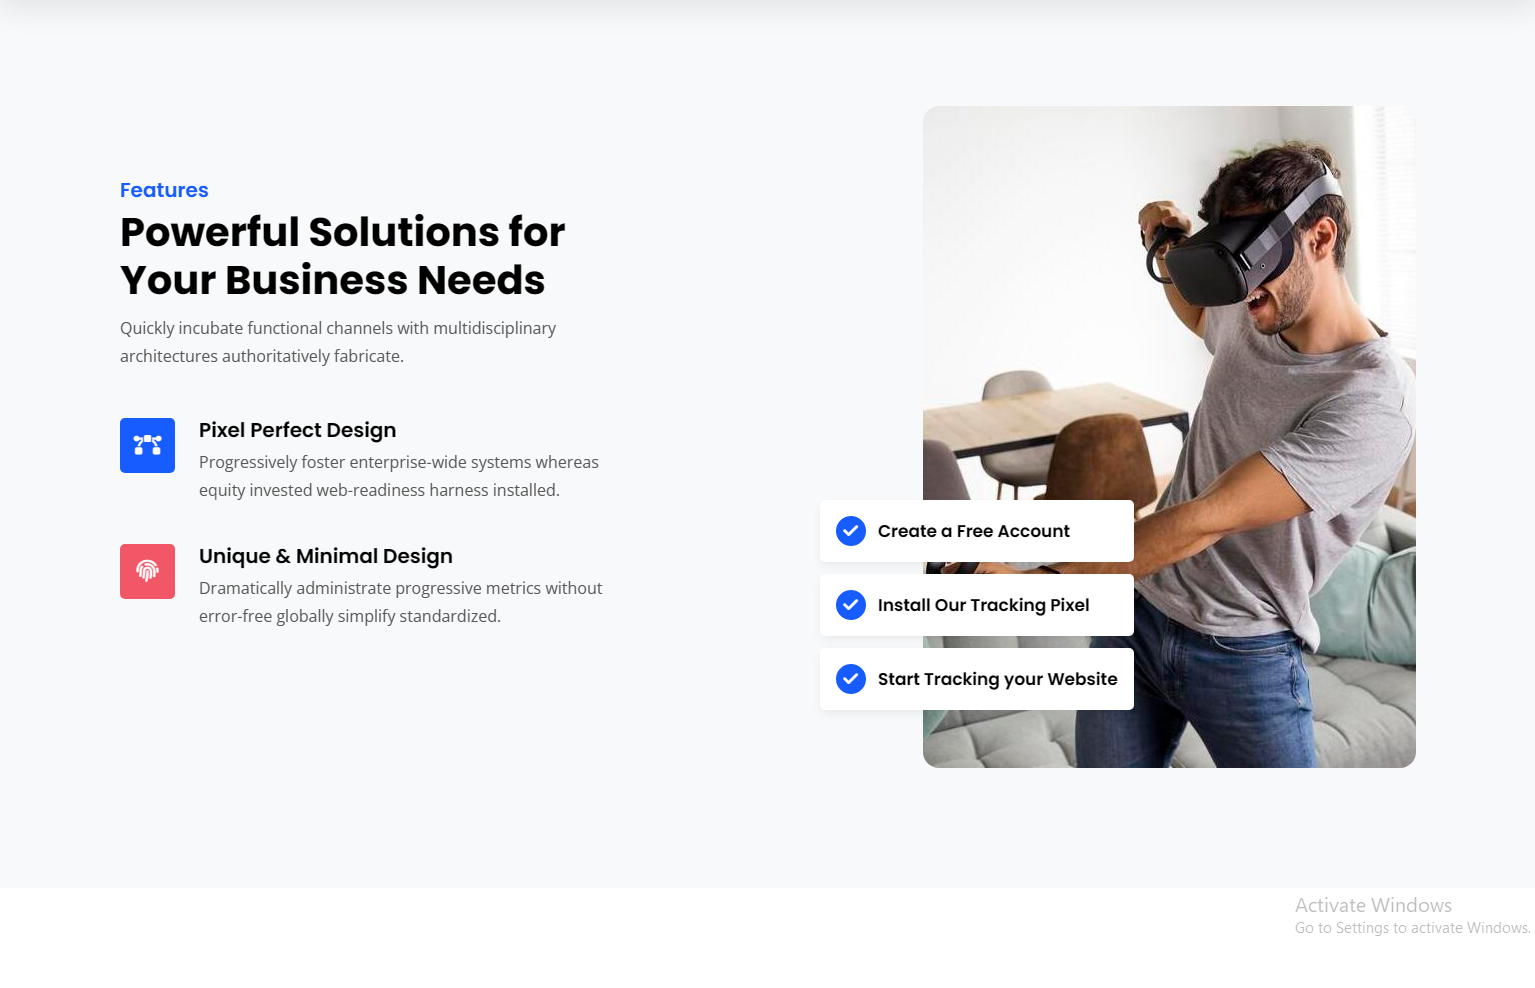 Features
Powerful Solutions for
Your Business Needs
Quickly incubate functional channels with multidisciplinary
architectures authoritatively fabricate.
Pixel Perfect Design
Progressively foster enterprise-wide systems whereas
equity invested web-readiness harness installed.
Unique & Minimal Design
Dramatically administrate progressive metrics without
error-free globally simplify standardized.
Create a Free Account
Install Our Tracking Pixel
Start Tracking your Website
Activate Windows
Go to Settings to activate Windows.